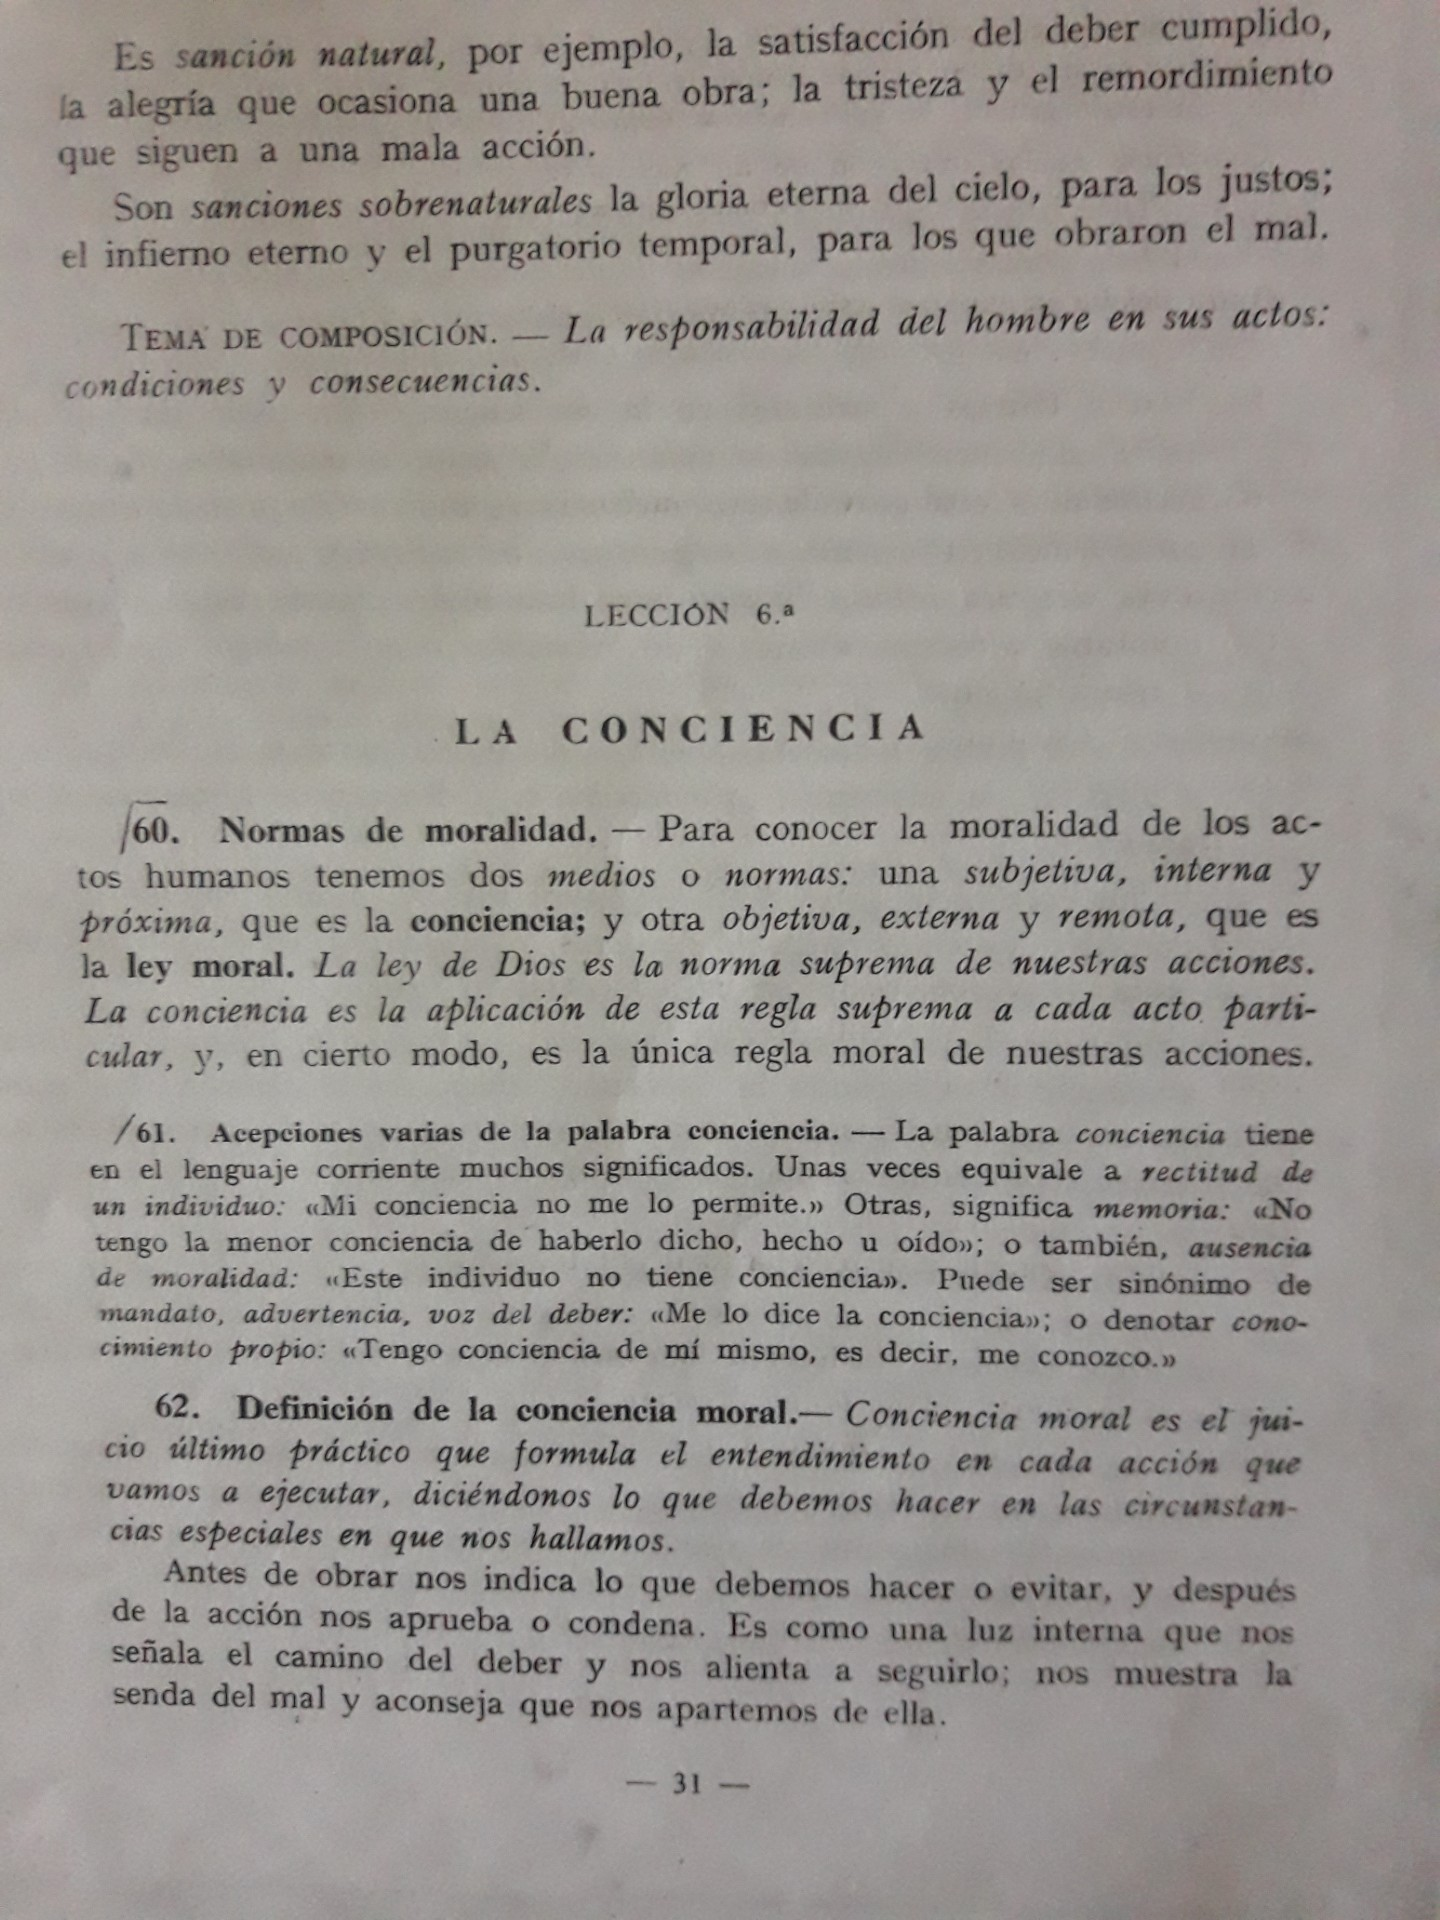 Es sanción natural, por ejemplo, la satisfacción del deber cumplido,
la alegría que ocasiona una buena obra; la tristeza y el remordimiento
que siguen a una mala acción.
Son sanciones sobrenaturales la gloria eterna del cielo, para los justos;
el infierno eterno y el purgatorio temporal, para los que obraron el mal.
TEMA DE COMPOSICIÓN. — La responsabilidad del hombre en sus actos:
condiciones y consecuencias.
LECCIÓN 6.ª
LA CONCIENCIA
60. Normas de moralidad. — Para conocer la moralidad de los ac-
tos humanos tenemos dos medios o normas: una subjetiva, interna y
próxima, que es la conciencia; y otra objetiva, externa y remota, que es
la ley moral. La ley de Dios es la norma suprema de nuestras acciones.
La conciencia es la aplicación de esta regla suprema a cada acto parti-
cular, y, en cierto modo, es la única regla moral de nuestras acciones.
61. Acepciones varias de la palabra conciencia. — La palabra conciencia tiene
en el lenguaje corriente muchos significados. Unas veces equivale a rectitud de
un individuo: «Mi conciencia no me lo permite.» Otras, significa memoria: «No
tengo la menor conciencia de haberlo dicho, hecho u oído»; o también, ausencia
de moralidad: «Este individuo no tiene conciencia». Puede ser sinónimo de
mandato, advertencia, voz del deber: «Me lo dice la conciencia»; o denotar cono-
cimiento propio: «Tengo conciencia de mí mismo, es decir, me conozco.»
62. Definición de la conciencia moral.— Conciencia moral es el jui-
cio último práctico que formula el entendimiento en cada acción que
vamos a ejecutar, diciéndonos lo que debemos hacer en las circunstan-
cias especiales en que nos hallamos.
Antes de obrar nos indica lo que debemos hacer o evitar, y después
de la acción nos aprueba o condena. Es como una luz interna que nos
señala el camino del deber y nos alienta a seguirlo; nos muestra la
senda del mal y aconseja que nos apartemos de ella.
— 31 —